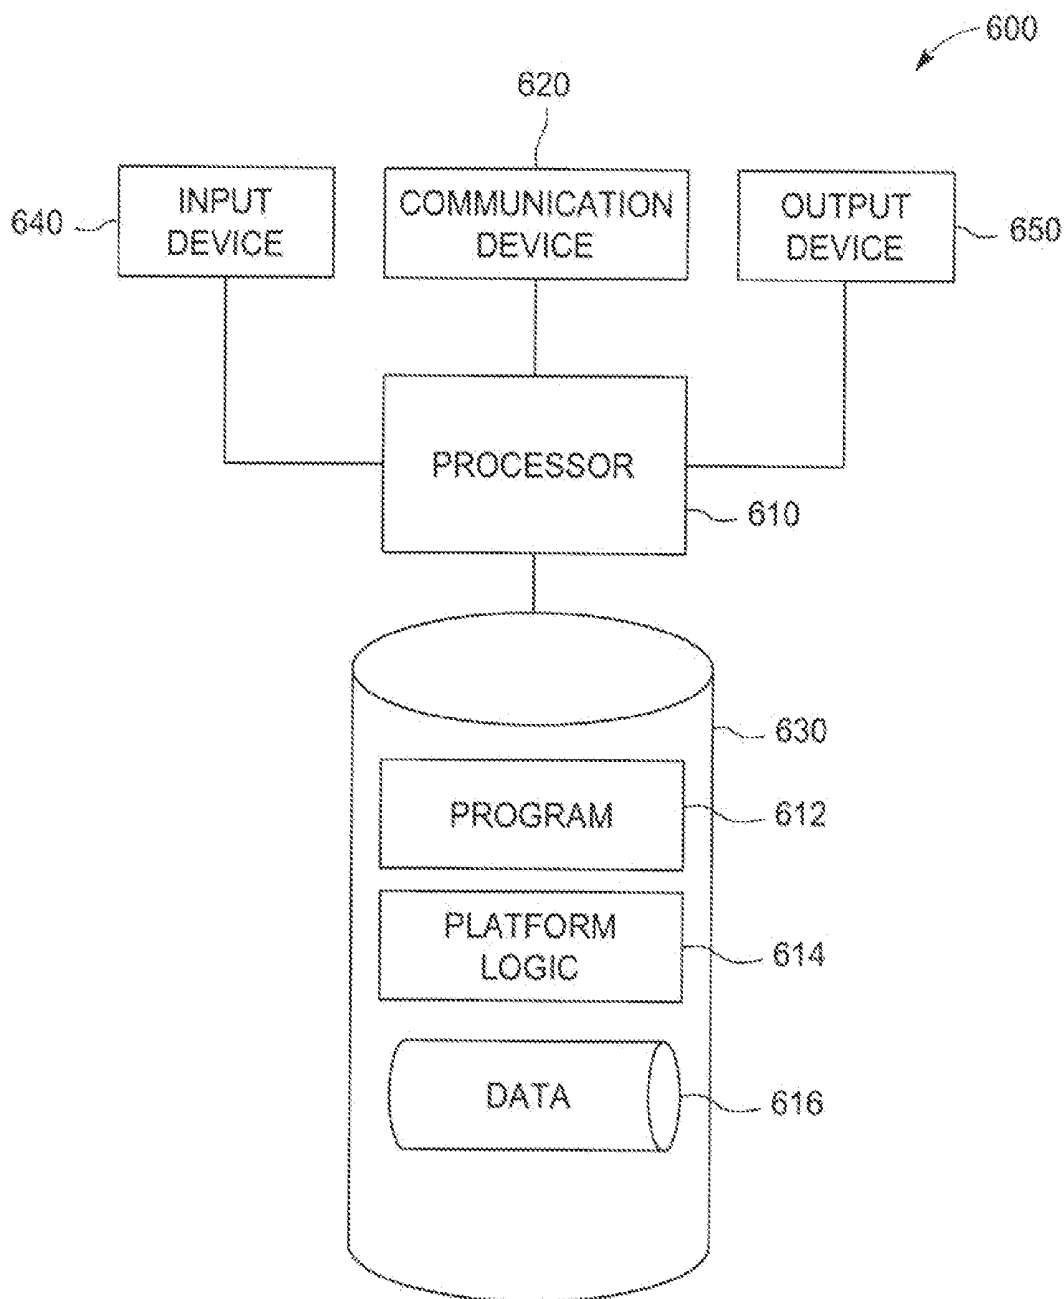 600
620
INPUT
DEVICE
640
COMMUNICATION
DEVICE
OUTPUT
DEVICE
650
PROCESSOR
610
630
PROGRAM
612
PLATFORM
LOGIC
614
DATA
616